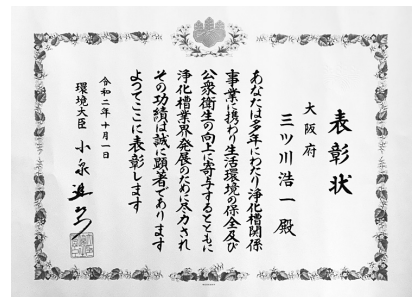 表彰状
大阪府
三ツ川浩一殿
あなたは多年にわたり浄化槽関係
事業に携わり生活環境の保全及び
公衆衛生の向上に寄与するとともに
浄化槽業界発展のために尽力され
その功績は誠に顕著であります
よってここに表彰します
令和二年十月一日
環境大臣 小泉進次郎